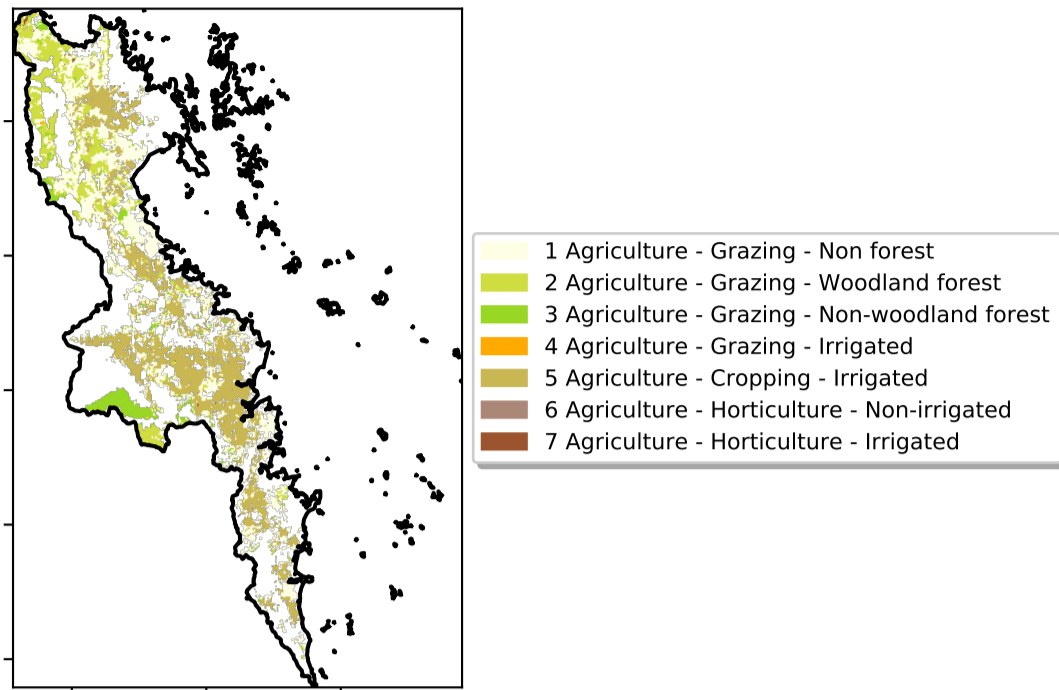 1 Agriculture - Grazing - Non forest
2 Agriculture - Grazing - Woodland forest
3 Agriculture - Grazing - Non-woodland forest
4 Agriculture - Grazing - Irrigated
5 Agriculture - Cropping - Irrigated
6 Agriculture - Horticulture - Non-irrigated
7 Agriculture - Horticulture - Irrigated